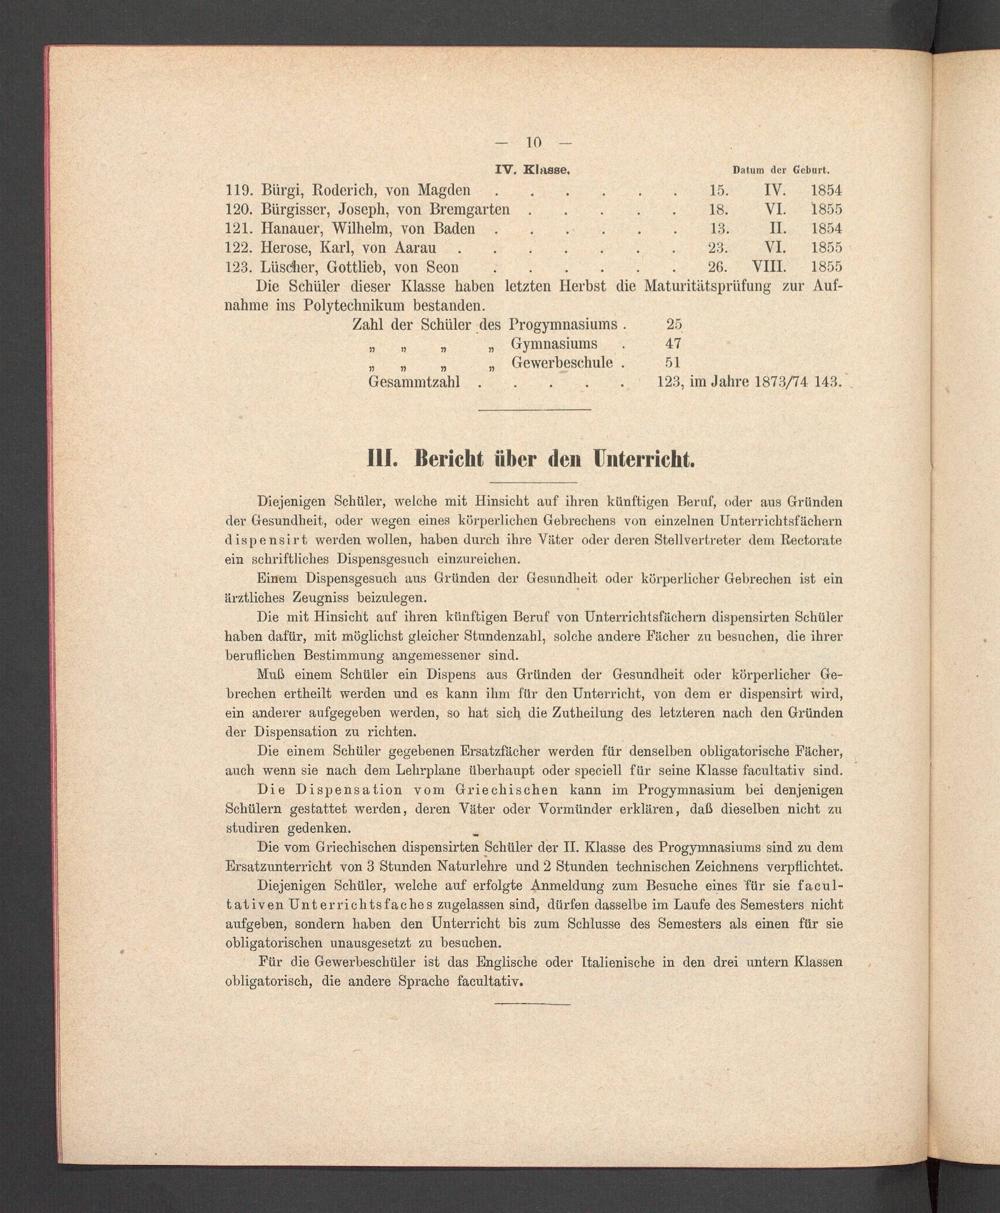 — 10 —
IV. Klasse. Datum der Geburt.
119. Bürgi, Roderich, von Magden . . . . . . 15. IV. 1854
120. Bürgisser, Joseph, von Bremgarten . . . . . 18. VI. 1855
121. Hanauer, Wilhelm, von Baden . . . . . . 13. II. 1854
122. Herose, Karl, von Aarau . . . . . . . 23. VI. 1855
123. Lüscher, Gottlieb, von Seon . . . . . . 26. VIII. 1855
Die Schüler dieser Klasse haben letzten Herbst die Maturitätsprüfung zur Auf-
nahme ins Polytechnikum bestanden.
Zahl der Schüler des Progymnasiums . 25
„ „ „ „ Gymnasiums . 47
„ „ „ „ Gewerbeschule . 51
Gesammtzahl . . . . . 123, im Jahre 1873/74 143.
III. Bericht über den Unterricht.
Diejenigen Schüler, welche mit Hinsicht auf ihren künftigen Beruf, oder aus Gründen
der Gesundheit, oder wegen eines körperlichen Gebrechens von einzelnen Unterrichtsfächern
dispensirt werden wollen, haben durch ihre Väter oder deren Stellvertreter dem Rectorate
ein schriftliches Dispensgesuch einzureichen.
Einem Dispensgesuch aus Gründen der Gesundheit oder körperlicher Gebrechen ist ein
ärztliches Zeugniss beizulegen.
Die mit Hinsicht auf ihren künftigen Beruf von Unterrichtsfächern dispensirten Schüler
haben dafür, mit möglichst gleicher Stundenzahl, solche andere Fächer zu besuchen, die ihrer
beruflichen Bestimmung angemessener sind.
Muß einem Schüler ein Dispens aus Gründen der Gesundheit oder körperlicher Ge-
brechen ertheilt werden und es kann ihm für den Unterricht, von dem er dispensirt wird,
ein anderer aufgegeben werden, so hat sich die Zutheilung des letzteren nach den Gründen
der Dispensation zu richten.
Die einem Schüler gegebenen Ersatzfächer werden für denselben obligatorische Fächer,
auch wenn sie nach dem Lehrplane überhaupt oder speciell für seine Klasse facultativ sind.
Die Dispensation vom Griechischen kann im Progymnasium bei denjenigen
Schülern gestattet werden, deren Väter oder Vormünder erklären, daß dieselben nicht zu
studiren gedenken.
Die vom Griechischen dispensirten Schüler der II. Klasse des Progymnasiums sind zu dem
Ersatzunterricht von 3 Stunden Naturlehre und 2 Stunden technischen Zeichnens verpflichtet.
Diejenigen Schüler, welche auf erfolgte Anmeldung zum Besuche eines für sie facul-
tativen Unterrichtsfaches zugelassen sind, dürfen dasselbe im Laufe des Semesters nicht
aufgeben, sondern haben den Unterricht bis zum Schlusse des Semesters als einen für sie
obligatorischen unausgesetzt zu besuchen.
Für die Gewerbeschüler ist das Englische oder Italienische in den drei untern Klassen
obligatorisch, die andere Sprache facultativ.